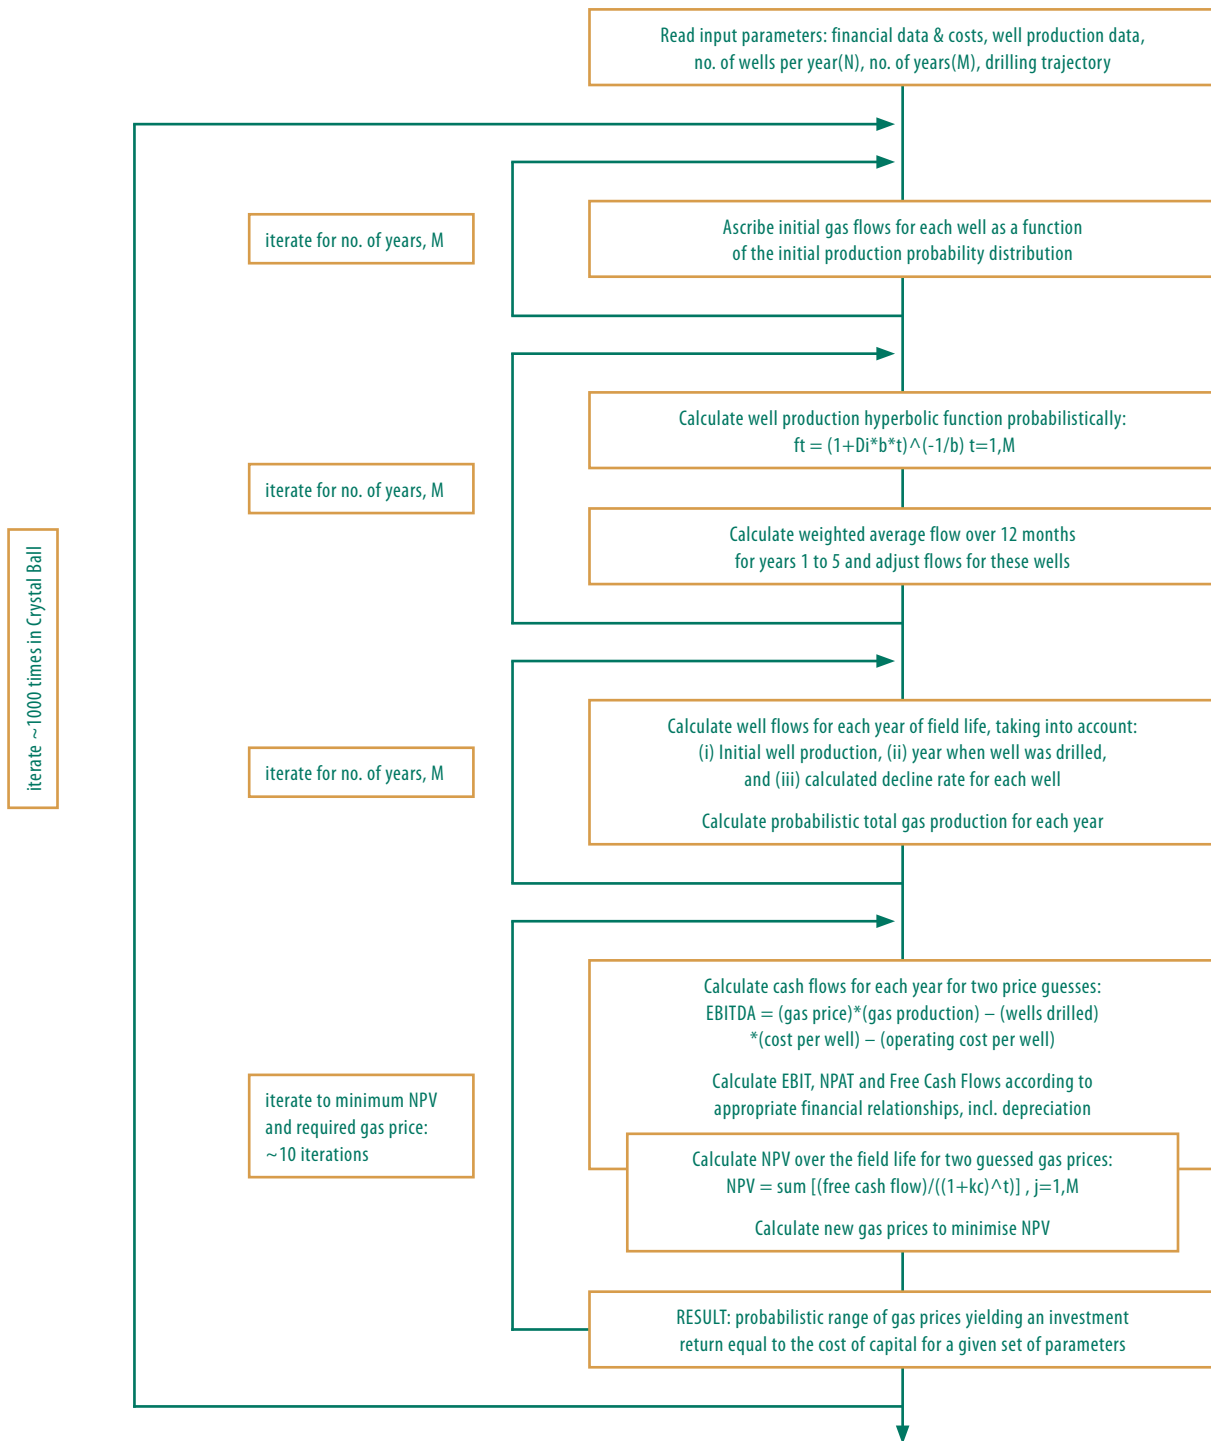 Read input parameters: financial data & costs, well production data,
no. of wells per year(N), no. of years(M), drilling trajectory
iterate for no. of years, M
Ascribe initial gas flows for each well as a function
of the initial production probability distribution
iterate for no. of years, M
Calculate well production hyperbolic function probabilistically:
ft = (1+Di*b*t)^(-1/b) t=1,M
Calculate weighted average flow over 12 months
for years 1 to 5 and adjust flows for these wells
iterate ~1000 times in Crystal Ball
iterate for no. of years, M
Calculate well flows for each year of field life, taking into account:
(i) Initial well production, (ii) year when well was drilled,
and (iii) calculated decline rate for each well
Calculate probabilistic total gas production for each year
iterate to minimum NPV
and required gas price:
~10 iterations
Calculate cash flows for each year for two price guesses:
EBITDA = (gas price)*(gas production) – (wells drilled)
*(cost per well) – (operating cost per well)
Calculate EBIT, NPAT and Free Cash Flows according to
appropriate financial relationships, incl. depreciation
Calculate NPV over the field life for two guessed gas prices:
NPV = sum [(free cash flow)/((1+kc)^t)] , j=1,M
Calculate new gas prices to minimise NPV
RESULT: probabilistic range of gas prices yielding an investment
return equal to the cost of capital for a given set of parameters